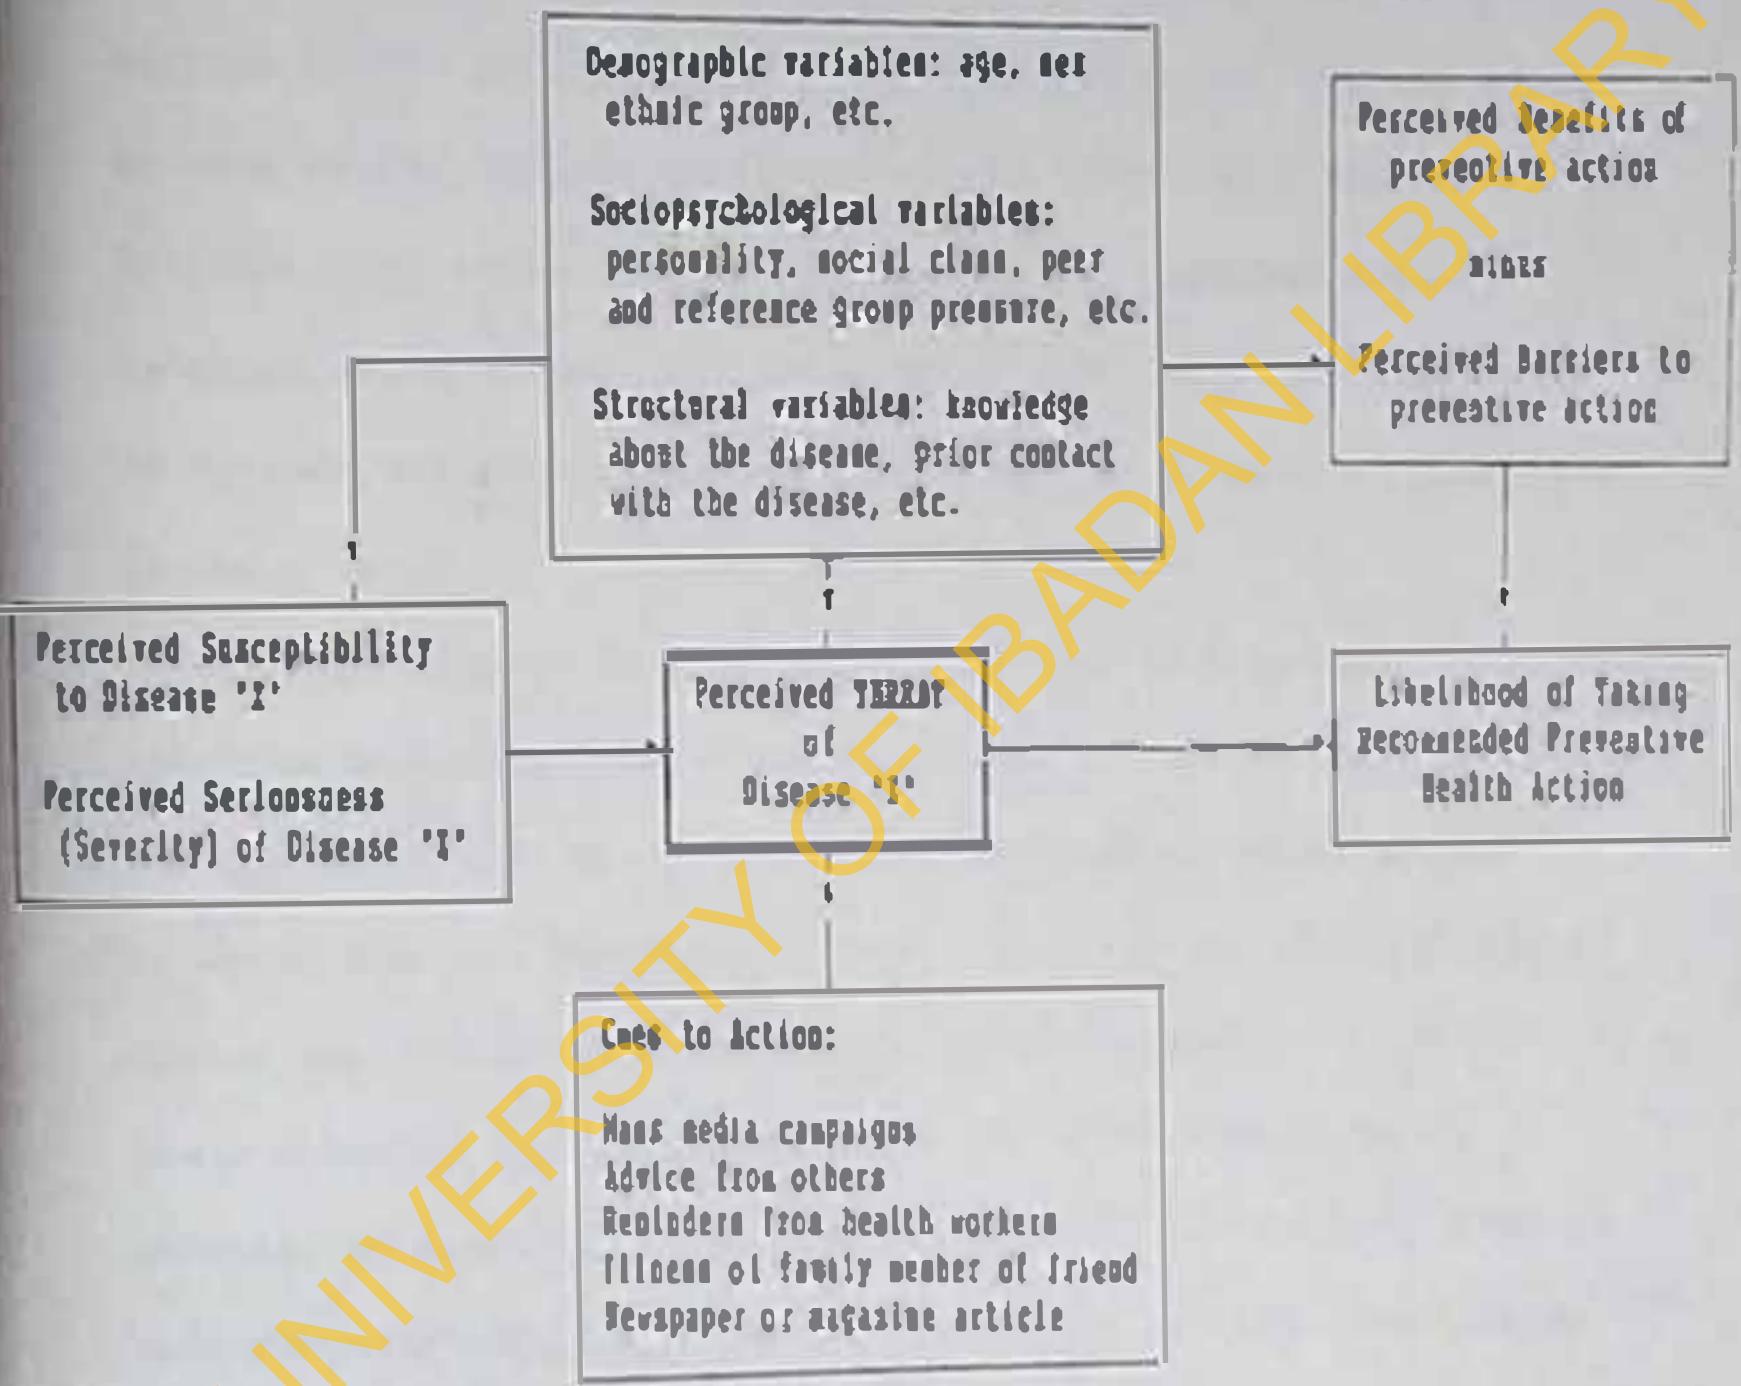 Demographic variables: age, sex
ethnic group, etc.
Sociopsychological variables:
personality, social class, peer
and reference group pressure, etc.
Structural variables: knowledge
about the disease, prior contact
with the disease, etc.
Perceived Benefits of
preventive action
minus
Perceived Barriers to
preventive action
Perceived Susceptibility
to Disease "X"
Perceived Seriousness
(Severity) of Disease "X"
Perceived THREAT
of
Disease "X"
Likelihood of Taking
Recommended Preventive
Health Action
Cues to Action:
Mass media campaigns
Advice from others
Reminders from health workers
Illness of family member of friend
Newspaper or magazine article
UNIVERSITY OF IBADAN LIBRARY